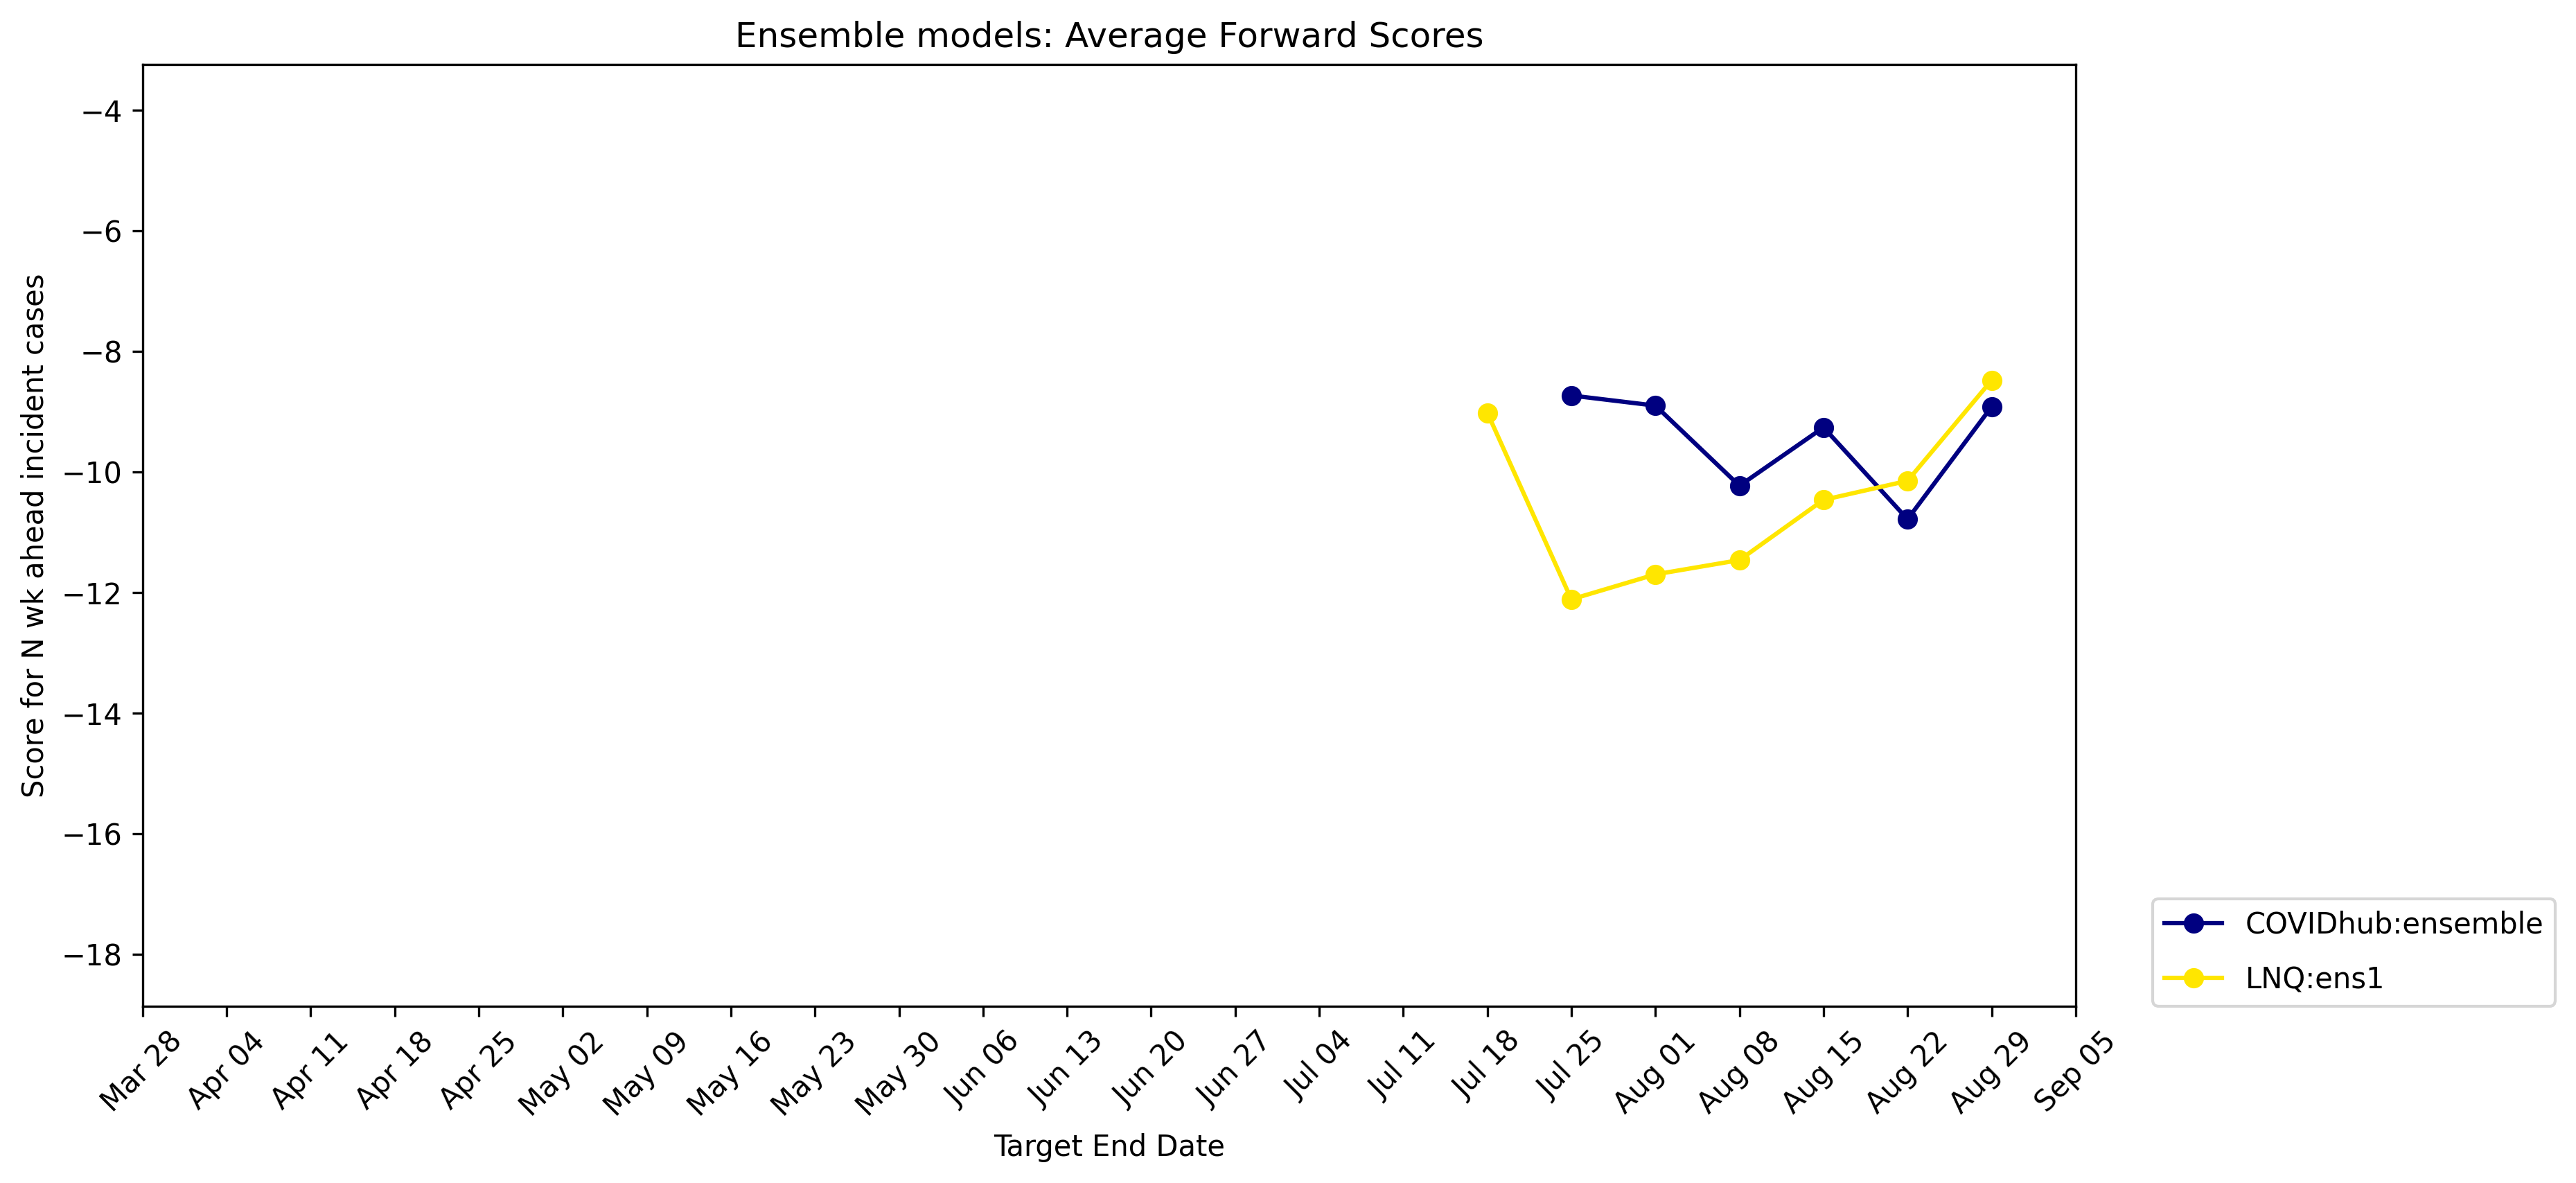 Ensemble models: Average Forward Scores
Score for N wk ahead incident cases
−4
−6
−8
−10
−12
−14
−16
−18
Mar 28
Apr 04
Apr 11
Apr 18
Apr 25
May 02
May 09
May 16
May 23
May 30
Jun 06
Jun 13
Jun 20
Jun 27
Jul 04
Jul 11
Jul 18
Jul 25
Aug 01
Aug 08
Aug 15
Aug 22
Aug 29
Sep 05
Target End Date
COVIDhub:ensemble
LNQ:ens1